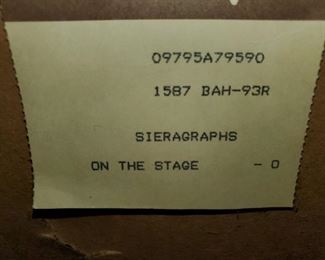 09795A79590
1587 BAH-93R
SIERAGRAPHS
ON THE STAGE - 0